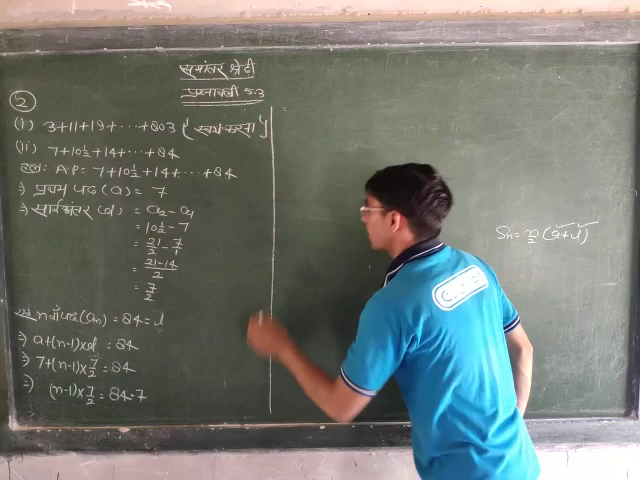 समांतर श्रेढी
प्रश्नावली 5.3
②
(i) 3+11+19+...+803
(ii) 7+10½+14+...+84
हल: A.P: 7+10½+14+...+84
⇒ प्रथम पद (a) = 7
⇒ सार्वअंतर (d) = a₂-a₁
= 10½-7
= 21/2 - 7/1
= 21-14/2
= 7/2
(aₙ) = 84 = l
⇒ a+(n-1)×d = 84
⇒ 7+(n-1)×7/2 = 84
⇒ (n-1)×7/2 = 84-7
Sn = n/2 (a+l)